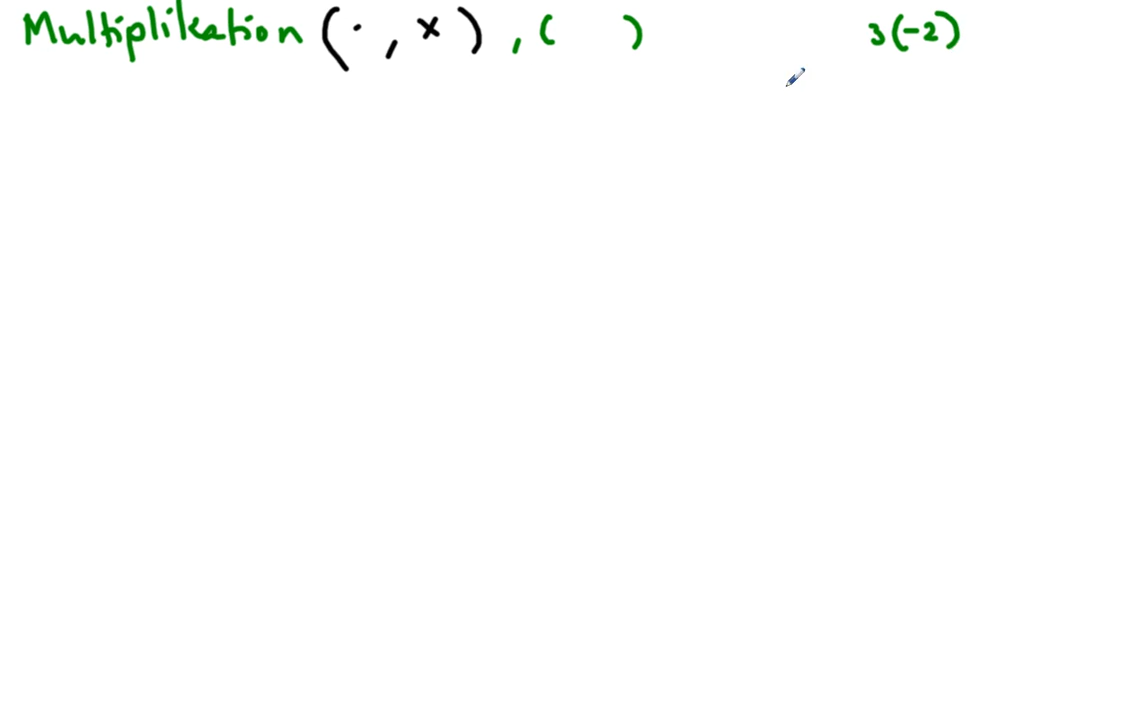 Multiplikation (· , ×) , ( ) 3(-2)